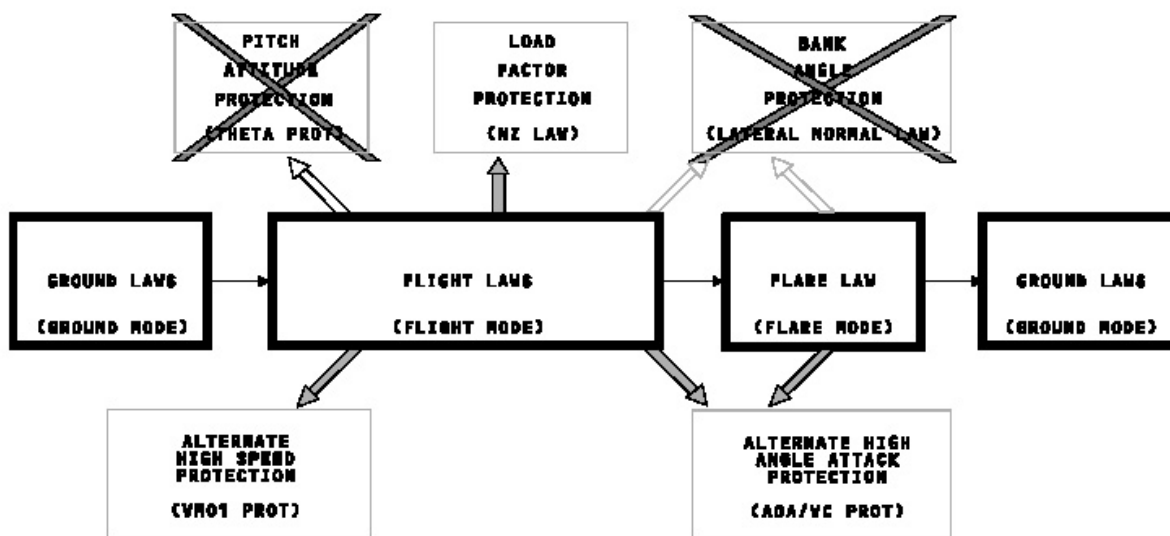 PITCH
ATTITUDE
PROTECTION
(THETA PROT)
LOAD
FACTOR
PROTECTION
(NZ LAW)
BANK
ANGLE
PROTECTION
(LATERAL NORMAL LAW)
GROUND LAWS
(GROUND MODE)
FLIGHT LAWS
(FLIGHT MODE)
FLARE LAW
(FLARE MODE)
GROUND LAWS
(GROUND MODE)
ALTERNATE
HIGH SPEED
PROTECTION
PROT)
ALTERNATE HIGH
ANGLE ATTACK
PROTECTION
(AOA/VC PROT)